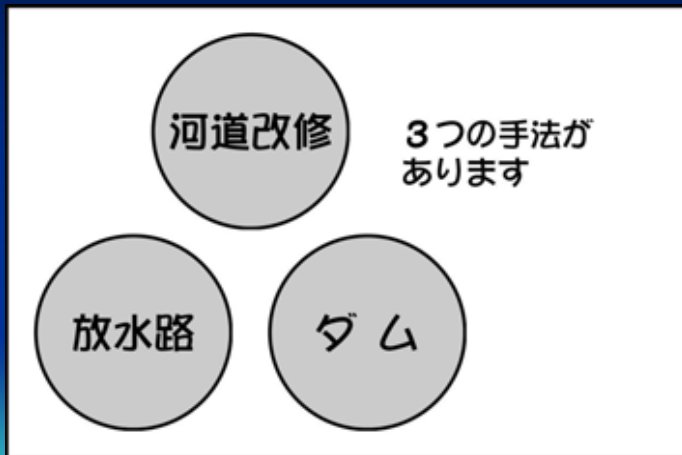 河道改修
3つの手法が
あります
放水路
ダム